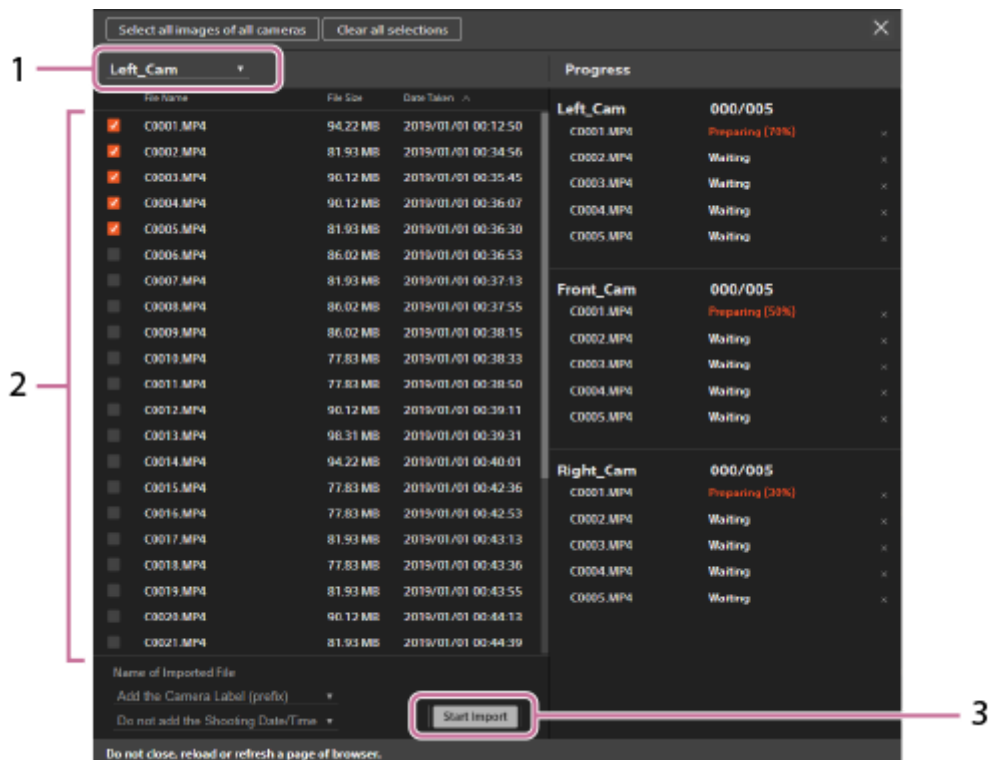 Select all images of all cameras Clear all selections
1
Left_Cam
Progress
File Name File Size Date Taken
C0001.MP4 94.22 MB 2019/01/01 00:12:50
C0002.MP4 81.93 MB 2019/01/01 00:34:56
C0003.MP4 90.12 MB 2019/01/01 00:35:45
C0004.MP4 90.12 MB 2019/01/01 00:36:07
C0005.MP4 81.93 MB 2019/01/01 00:36:30
C0006.MP4 86.02 MB 2019/01/01 00:36:53
C0007.MP4 81.93 MB 2019/01/01 00:37:13
C0008.MP4 86.02 MB 2019/01/01 00:37:55
C0009.MP4 86.02 MB 2019/01/01 00:38:15
C0010.MP4 77.83 MB 2019/01/01 00:38:33
C0011.MP4 77.83 MB 2019/01/01 00:38:50
C0012.MP4 90.12 MB 2019/01/01 00:39:11
C0013.MP4 98.31 MB 2019/01/01 00:39:31
C0014.MP4 94.22 MB 2019/01/01 00:40:01
C0015.MP4 77.83 MB 2019/01/01 00:42:36
C0016.MP4 77.83 MB 2019/01/01 00:42:53
C0017.MP4 81.93 MB 2019/01/01 00:43:13
C0018.MP4 77.83 MB 2019/01/01 00:43:36
C0019.MP4 81.93 MB 2019/01/01 00:43:55
C0020.MP4 90.12 MB 2019/01/01 00:44:13
C0021.MP4 81.93 MB 2019/01/01 00:44:39
2
Left_Cam 000/005
C0001.MP4 Preparing (70%)
C0002.MP4 Waiting
C0003.MP4 Waiting
C0004.MP4 Waiting
C0005.MP4 Waiting
Front_Cam 000/005
C0001.MP4 Preparing (50%)
C0002.MP4 Waiting
C0003.MP4 Waiting
C0004.MP4 Waiting
C0005.MP4 Waiting
Right_Cam 000/005
C0001.MP4 Preparing (30%)
C0002.MP4 Waiting
C0003.MP4 Waiting
C0004.MP4 Waiting
C0005.MP4 Waiting
Name of Imported File
Add the Camera Label (prefix)
Do not add the Shooting Date/Time
Start Import
3
Do not close, reload or refresh a page of browser.